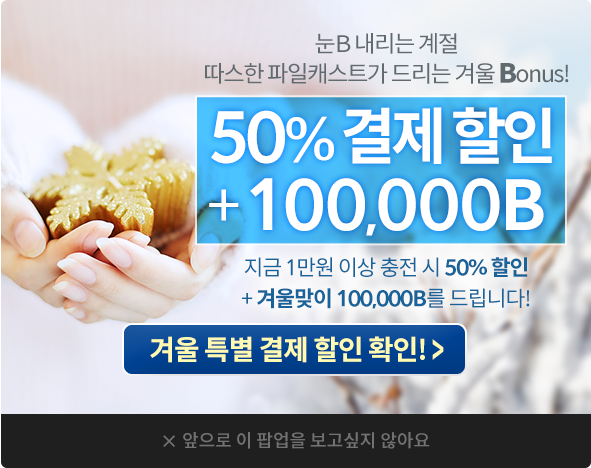 눈B 내리는 계절
따스한 파일캐스트가 드리는 겨울 Bonus!
50% 결제 할인
+ 100,000B
지금 1만원 이상 충전 시 50% 할인
+ 겨울맞이 100,000B를 드립니다!
겨울 특별 결제 할인 확인! >
× 앞으로 이 팝업을 보고싶지 않아요